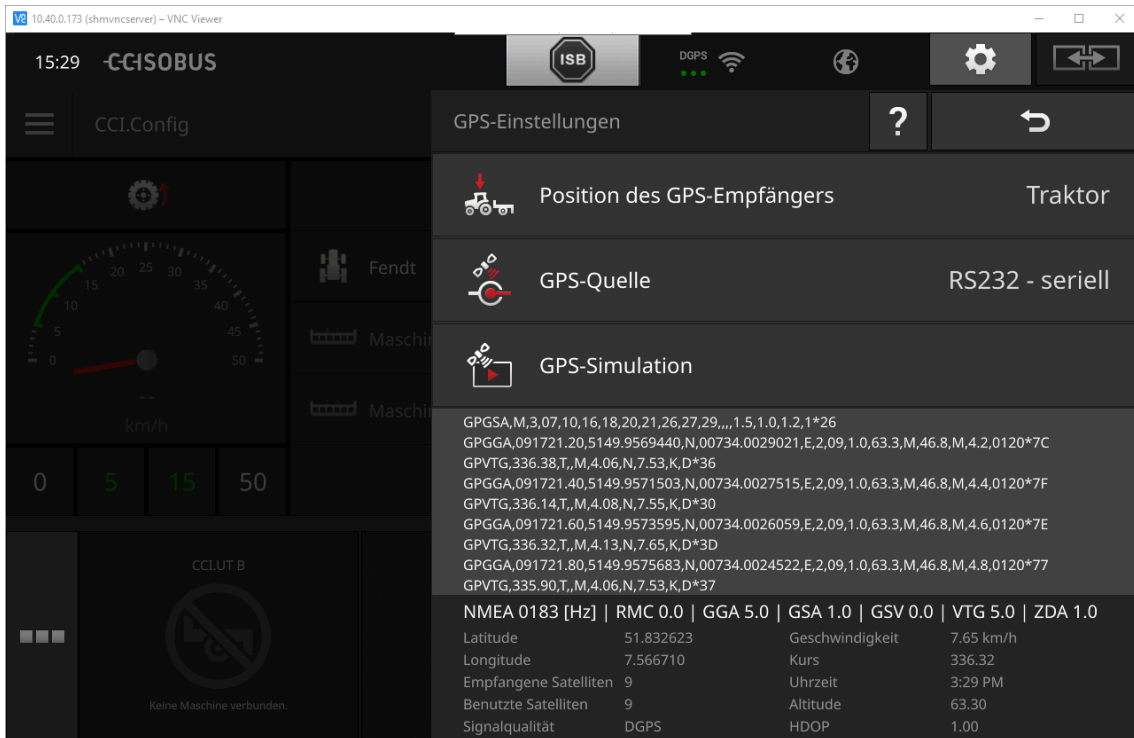 10.40.0.173 (shmvncserver) – VNC Viewer
15:29
CCISOBUS
ISB
DGPS
CCI.Config
GPS-Einstellungen
?
Position des GPS-Empfängers Traktor
GPS-Quelle RS232 - seriell
GPS-Simulation
GPGSA,M,3,07,10,16,18,20,21,26,27,29,,,,1.5,1.0,1.2,1*26
GPGGA,091721.20,5149.9569440,N,00734.0029021,E,2,09,1.0,63.3,M,46.8,M,4.2,0120*7C
GPVTG,336.38,T,,M,4.06,N,7.53,K,D*36
GPGGA,091721.40,5149.9571503,N,00734.0027515,E,2,09,1.0,63.3,M,46.8,M,4.4,0120*7F
GPVTG,336.14,T,,M,4.08,N,7.55,K,D*30
GPGGA,091721.60,5149.9573595,N,00734.0026059,E,2,09,1.0,63.3,M,46.8,M,4.6,0120*7E
GPVTG,336.32,T,,M,4.13,N,7.65,K,D*3D
GPGGA,091721.80,5149.9575683,N,00734.0024522,E,2,09,1.0,63.3,M,46.8,M,4.8,0120*77
GPVTG,335.90,T,,M,4.06,N,7.53,K,D*37
NMEA 0183 [Hz] | RMC 0.0 | GGA 5.0 | GSA 1.0 | GSV 0.0 | VTG 5.0 | ZDA 1.0
Latitude 51.832623 Geschwindigkeit 7.65 km/h
Longitude 7.566710 Kurs 336.32
Empfangene Satelliten 9 Uhrzeit 3:29 PM
Benutzte Satelliten 9 Altitude 63.30
Signalqualität DGPS HDOP 1.00
0 5 10 15 20 25 30 35 40 45 50
--
km/h
0 5 15 50
Fendt
Maschi
Maschi
CCI.UT B
Keine Maschine verbunden.